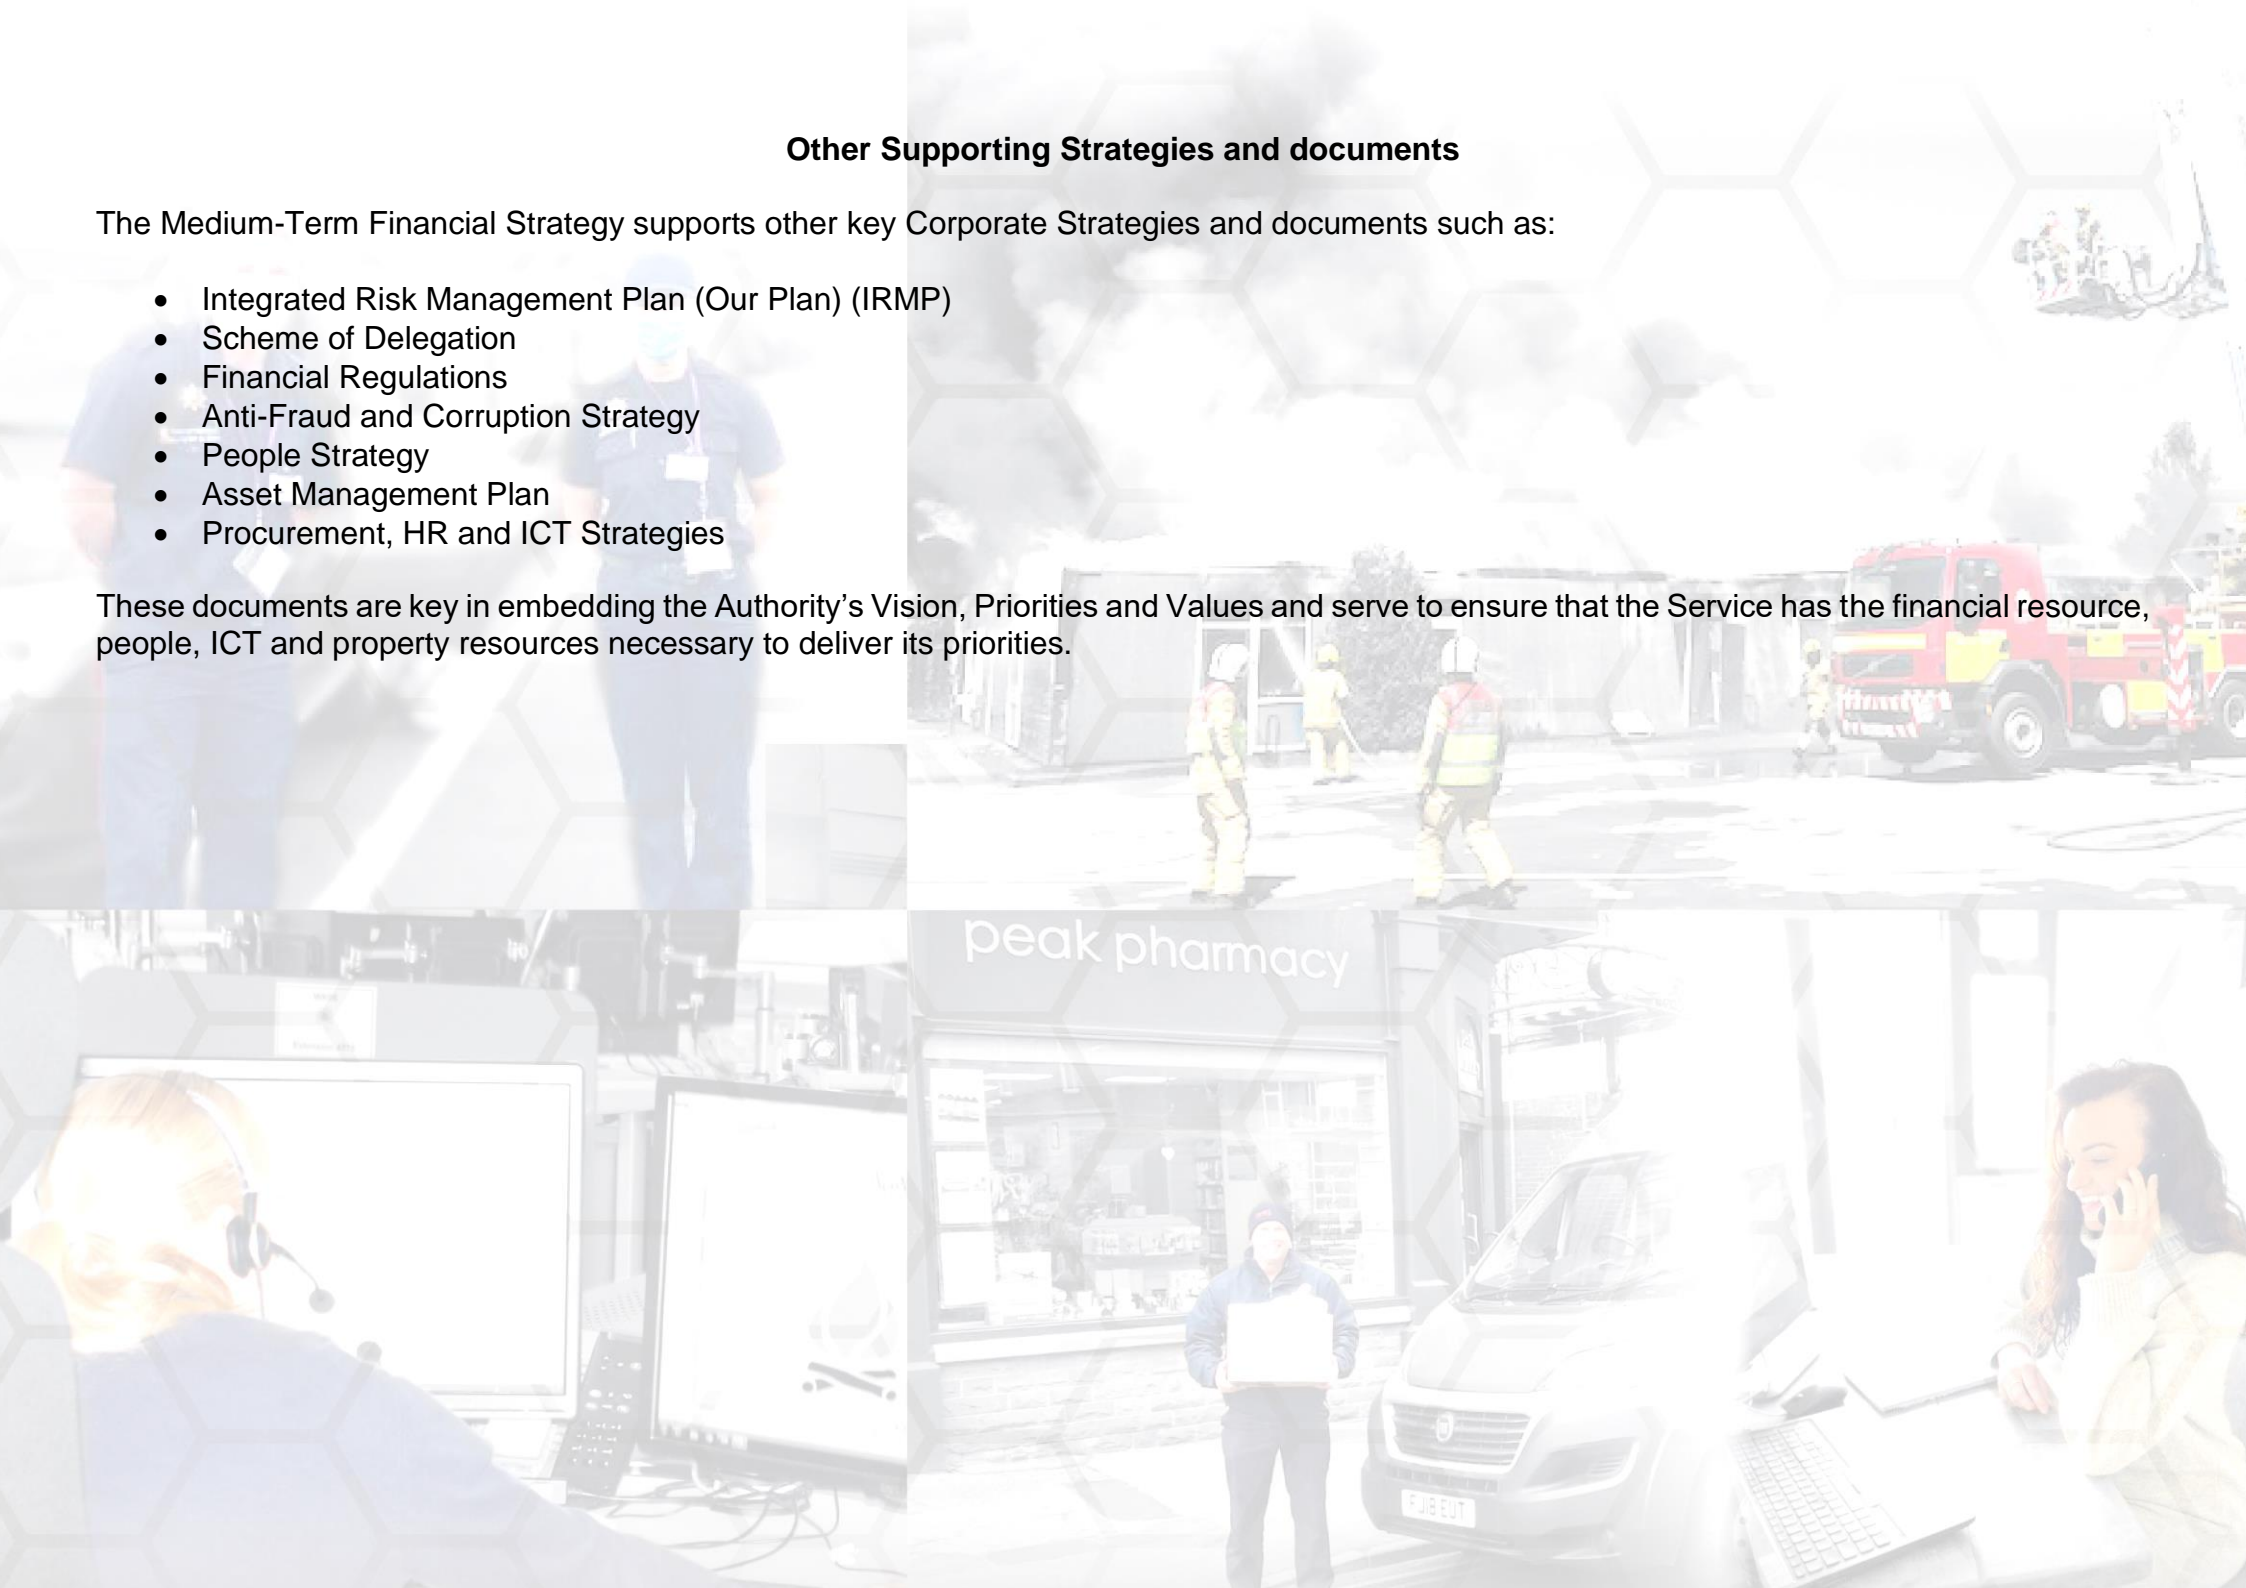 Other Supporting Strategies and documents
The Medium-Term Financial Strategy supports other key Corporate Strategies and documents such as:
• Integrated Risk Management Plan (Our Plan) (IRMP)
• Scheme of Delegation
• Financial Regulations
• Anti-Fraud and Corruption Strategy
• People Strategy
• Asset Management Plan
• Procurement, HR and ICT Strategies
These documents are key in embedding the Authority’s Vision, Priorities and Values and serve to ensure that the Service has the financial resource,
people, ICT and property resources necessary to deliver its priorities.
peak pharmacy